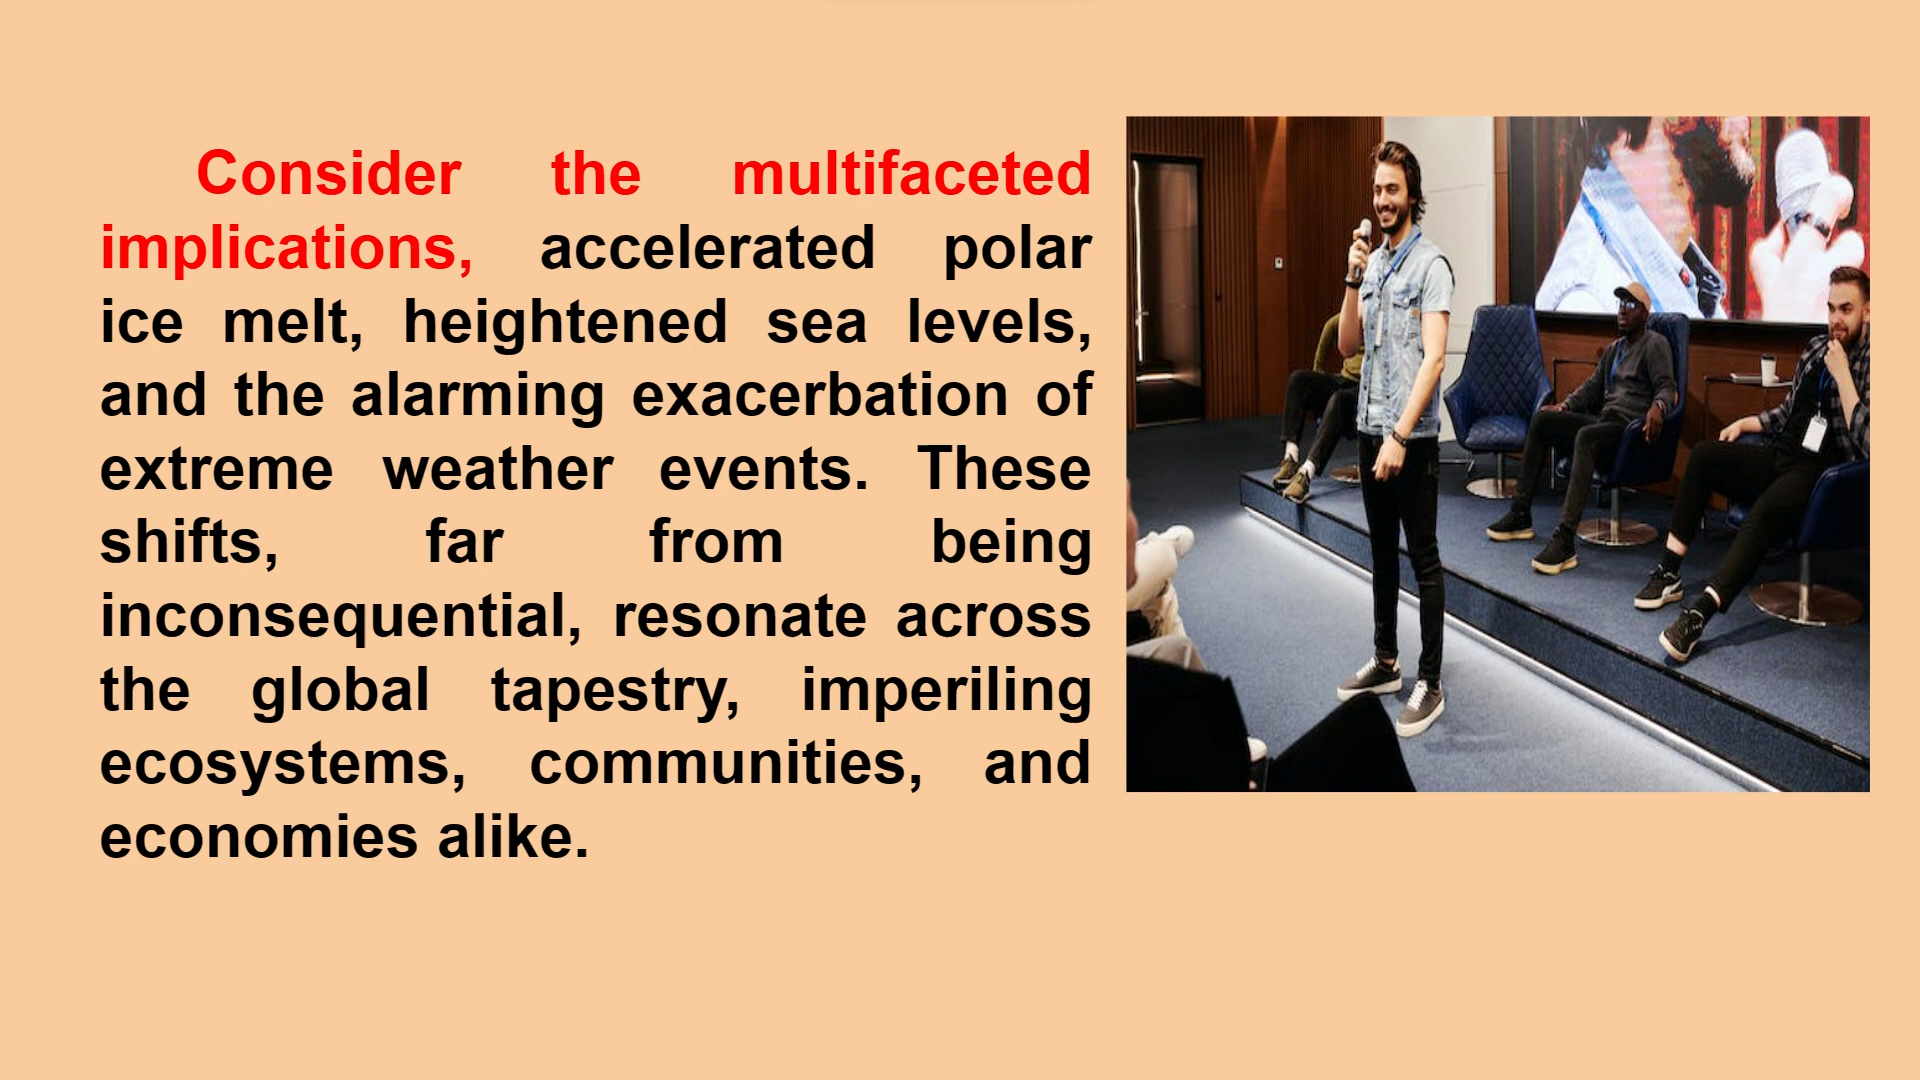 Consider the multifaceted
implications, accelerated polar
ice melt, heightened sea levels,
and the alarming exacerbation of
extreme weather events. These
shifts, far from being
inconsequential, resonate across
the global tapestry, imperiling
ecosystems, communities, and
economies alike.